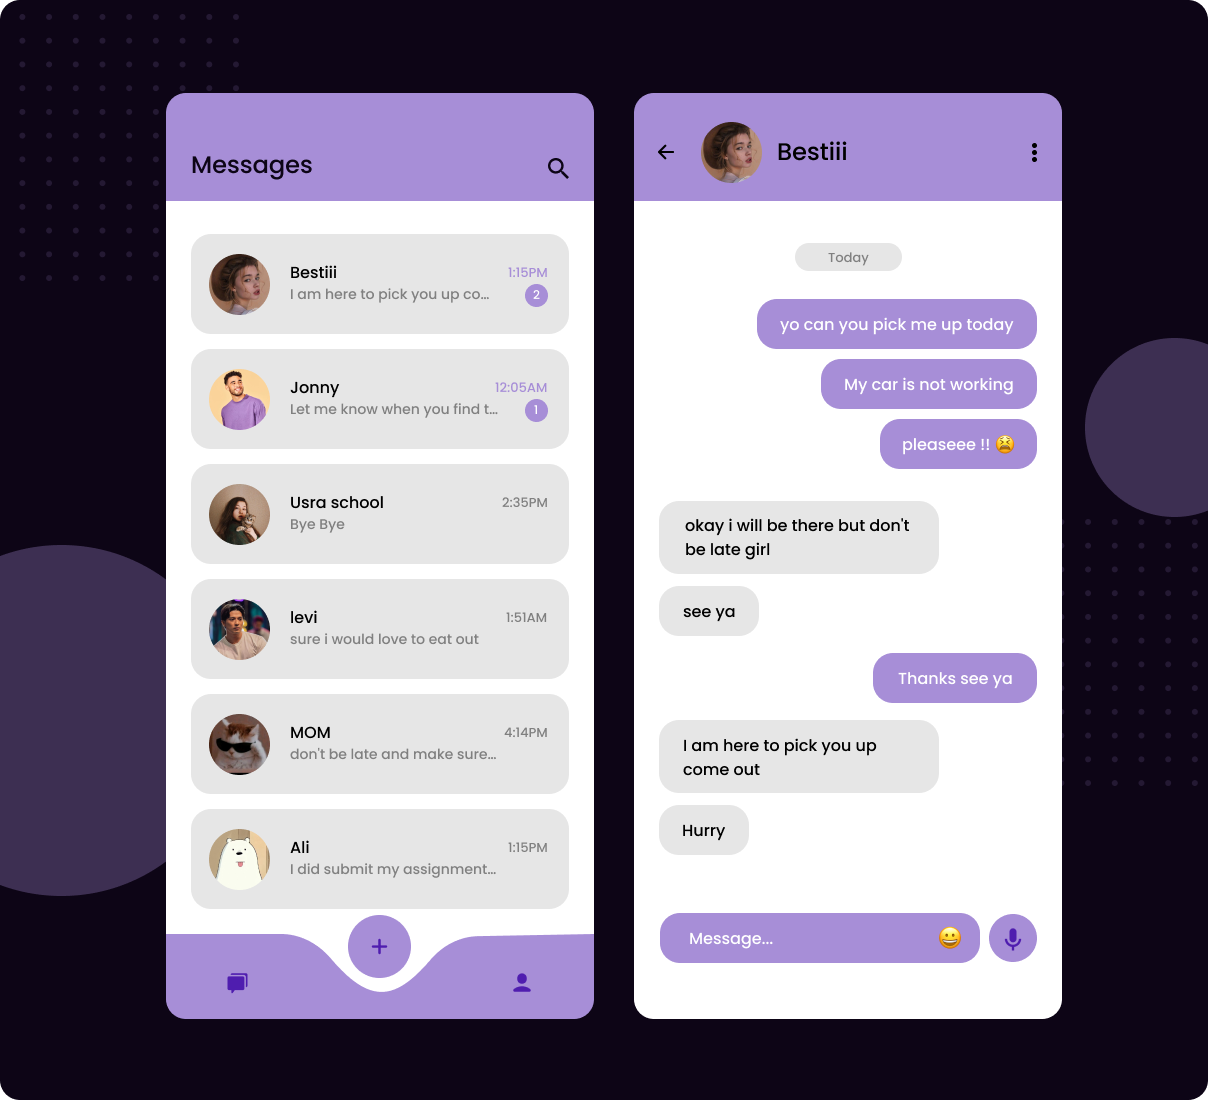 Messages
Bestiii
1:15PM
I am here to pick you up co...
2
Jonny
12:05AM
Let me know when you find t...
1
Usra school
2:35PM
Bye Bye
levi
1:51AM
sure i would love to eat out
MOM
4:14PM
don't be late and make sure...
Ali
1:15PM
I did submit my assignment...
Bestiii
Today
yo can you pick me up today
My car is not working
pleaseee !! 😫
okay i will be there but don't
be late girl
see ya
Thanks see ya
I am here to pick you up
come out
Hurry
Message... 😀